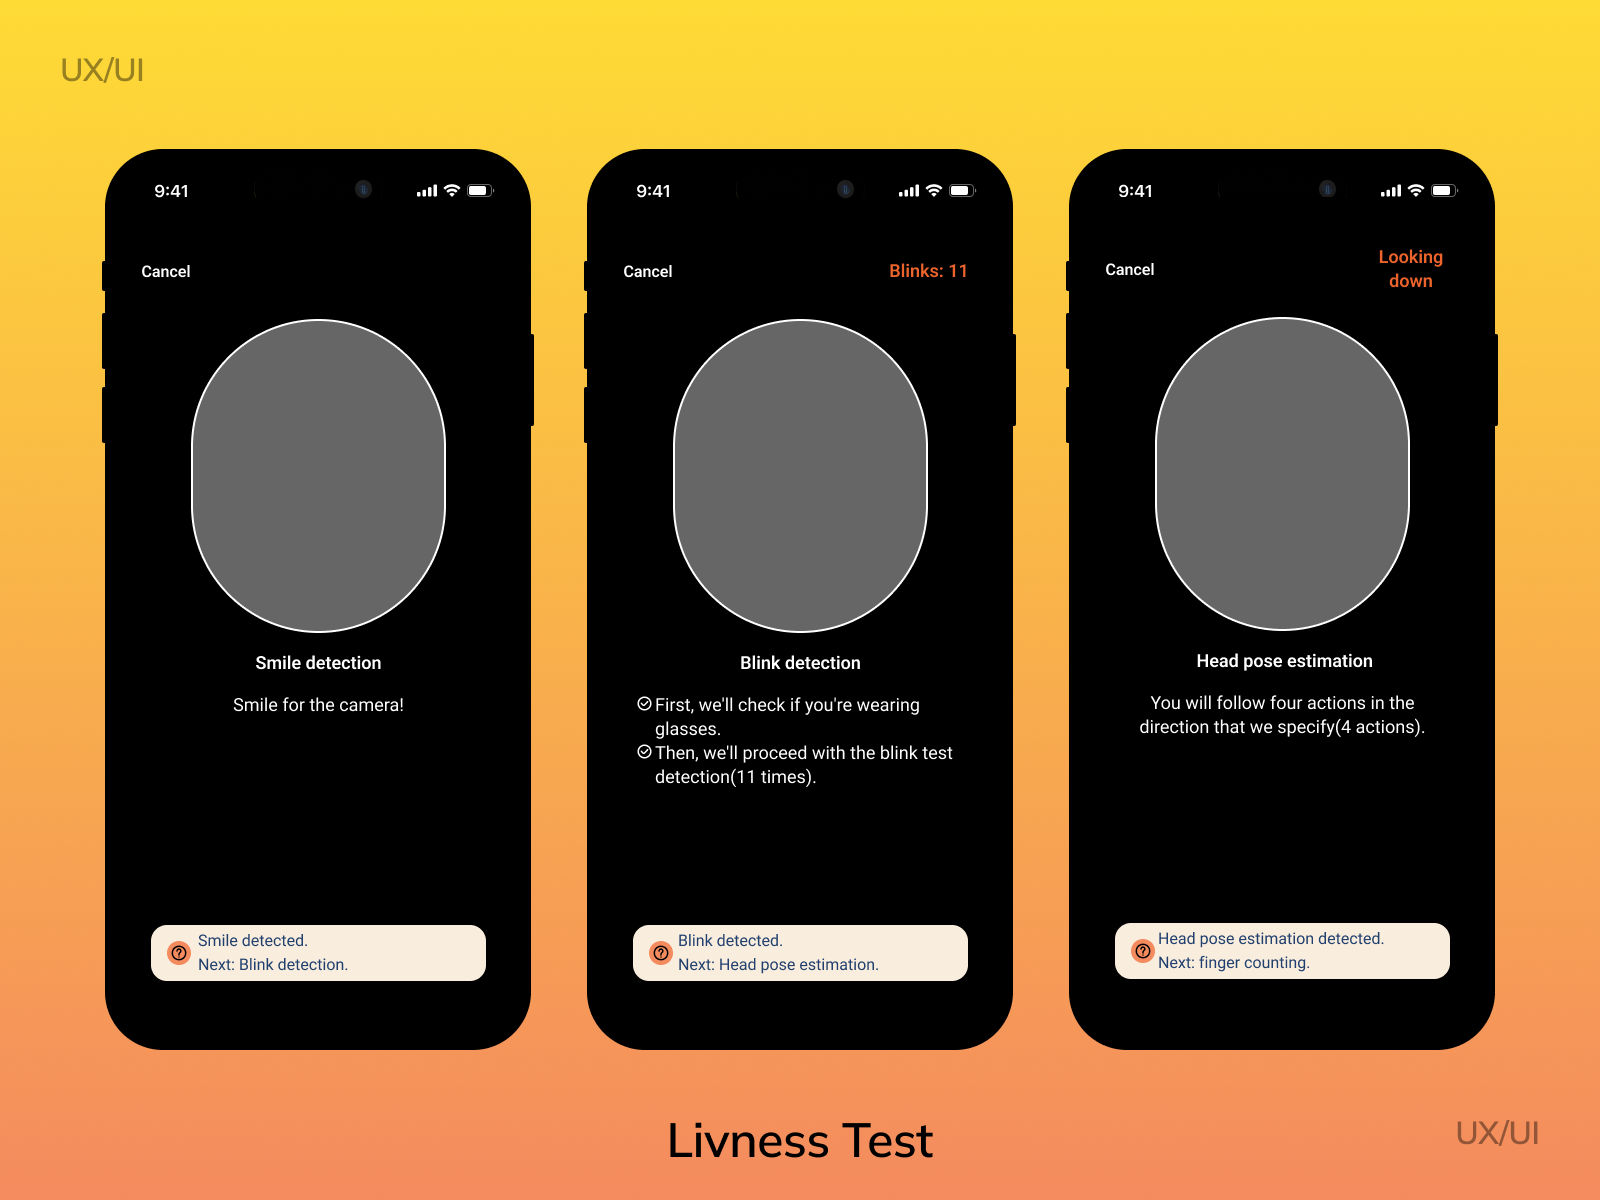 UX/UI
9:41
Cancel
Smile detection
Smile for the camera!
Smile detected.
Next: Blink detection.
9:41
Cancel
Blinks: 11
Blink detection
First, we'll check if you're wearing
glasses.
Then, we'll proceed with the blink test
detection(11 times).
Blink detected.
Next: Head pose estimation.
9:41
Cancel
Looking
down
Head pose estimation
You will follow four actions in the
direction that we specify(4 actions).
Head pose estimation detected.
Next: finger counting.
Livness Test
UX/UI